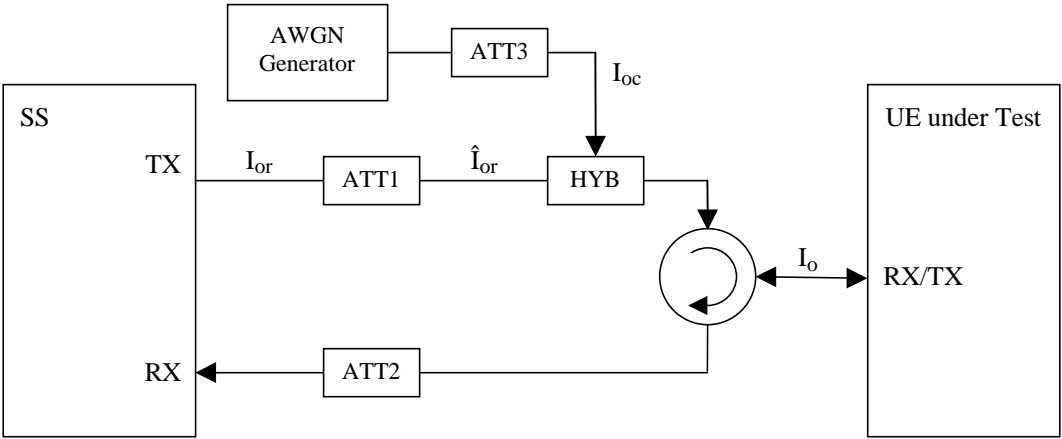 AWGN
Generator
ATT3
I_oc
SS
UE under Test
TX
I_or
ATT1
Î_or
HYB
I_o
RX/TX
RX
ATT2